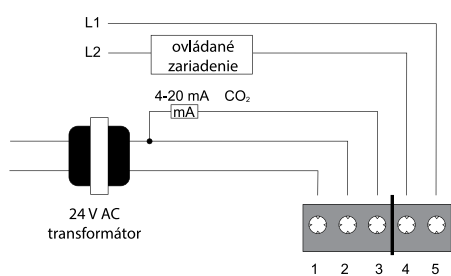 L1
L2
ovládané
zariadenie
4-20 mA CO₂
mA
24 V AC
transformátor
1 2 3 4 5